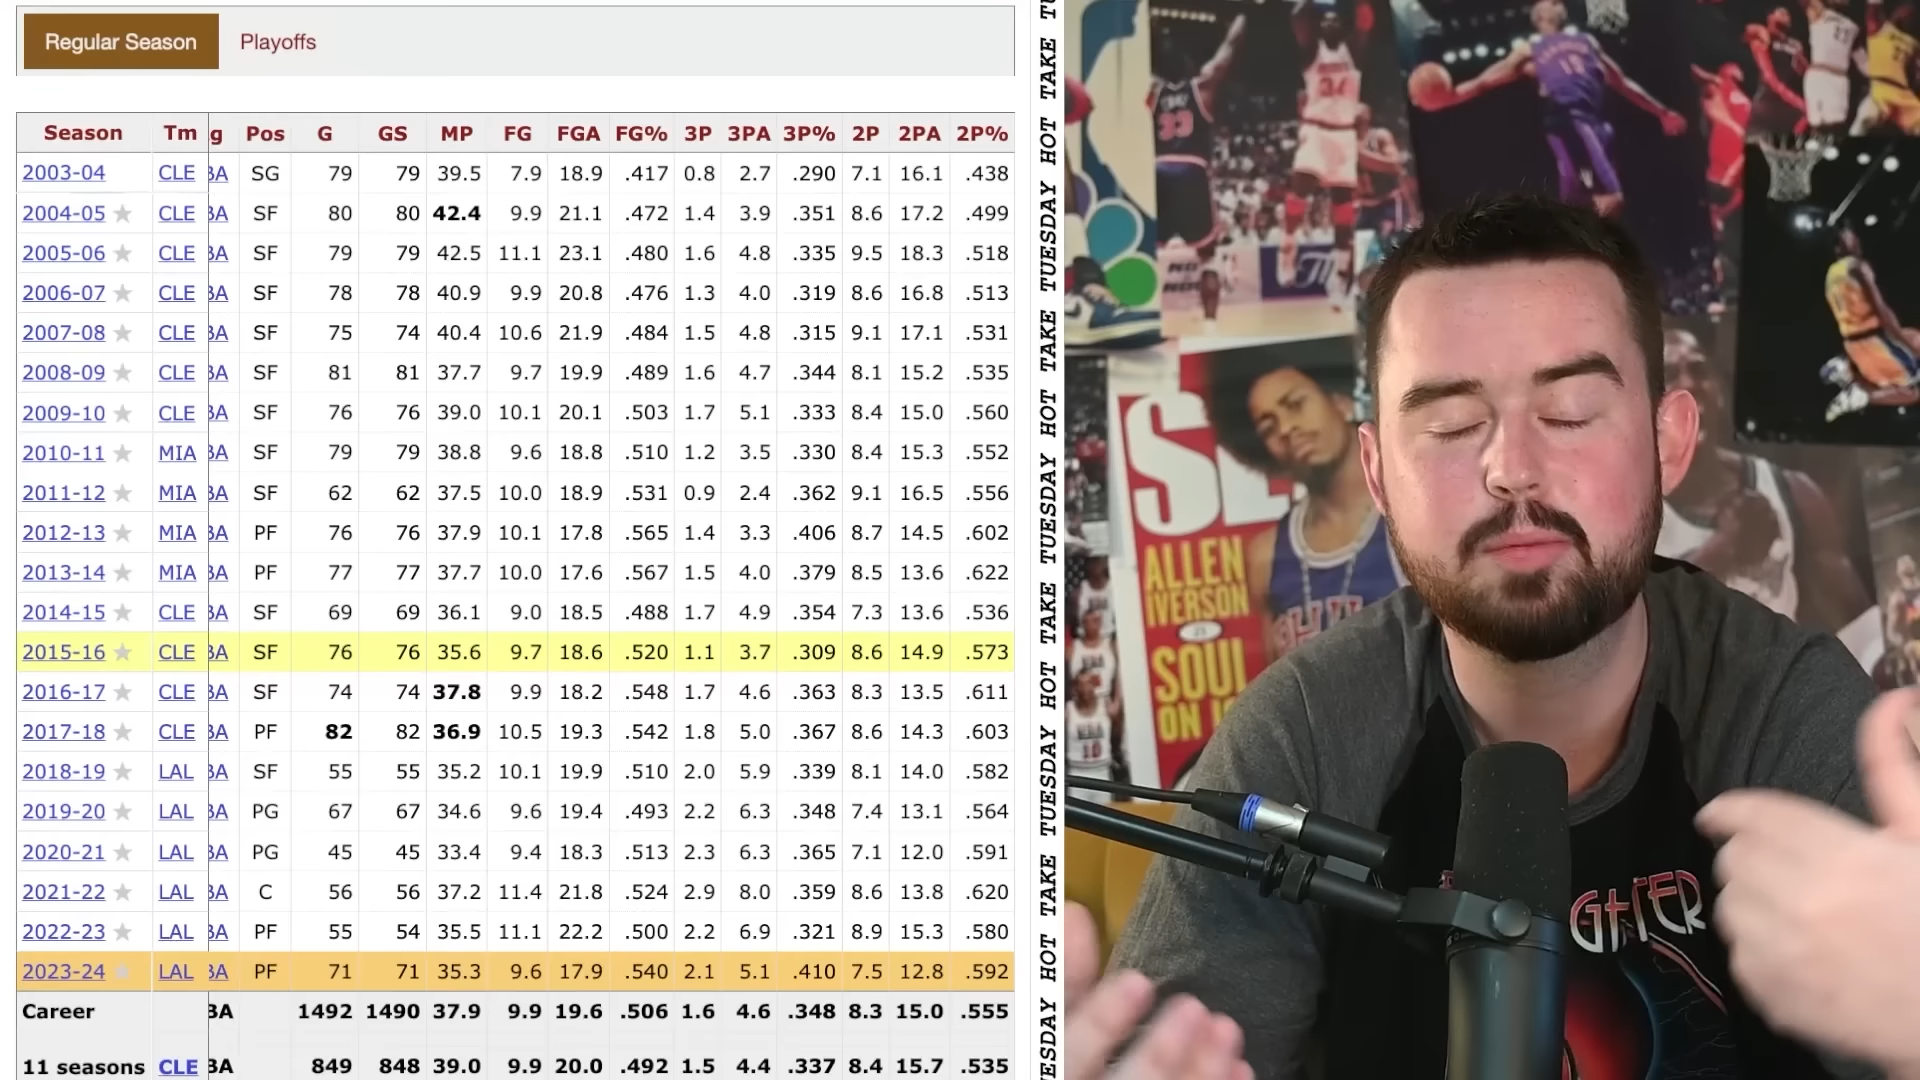 Regular Season Playoffs
Season Tm g Pos G GS MP FG FGA FG% 3P 3PA 3P% 2P 2PA 2P%
2003-04 CLE BA SG 79 79 39.5 7.9 18.9 .417 0.8 2.7 .290 7.1 16.1 .438
2004-05 CLE BA SF 80 80 42.4 9.9 21.1 .472 1.4 3.9 .351 8.6 17.2 .499
2005-06 CLE BA SF 79 79 42.5 11.1 23.1 .480 1.6 4.8 .335 9.5 18.3 .518
2006-07 CLE BA SF 78 78 40.9 9.9 20.8 .476 1.3 4.0 .319 8.6 16.8 .513
2007-08 CLE BA SF 75 74 40.4 10.6 21.9 .484 1.5 4.8 .315 9.1 17.1 .531
2008-09 CLE BA SF 81 81 37.7 9.7 19.9 .489 1.6 4.7 .344 8.1 15.2 .535
2009-10 CLE BA SF 76 76 39.0 10.1 20.1 .503 1.7 5.1 .333 8.4 15.0 .560
2010-11 MIA BA SF 79 79 38.8 9.6 18.8 .510 1.2 3.5 .330 8.4 15.3 .552
2011-12 MIA BA SF 62 62 37.5 10.0 18.9 .531 0.9 2.4 .362 9.1 16.5 .556
2012-13 MIA BA PF 76 76 37.9 10.1 17.8 .565 1.4 3.3 .406 8.7 14.5 .602
2013-14 MIA BA PF 77 77 37.7 10.0 17.6 .567 1.5 4.0 .379 8.5 13.6 .622
2014-15 CLE BA SF 69 69 36.1 9.0 18.5 .488 1.7 4.9 .354 7.3 13.6 .536
2015-16 CLE BA SF 76 76 35.6 9.7 18.6 .520 1.1 3.7 .309 8.6 14.9 .573
2016-17 CLE BA SF 74 74 37.8 9.9 18.2 .548 1.7 4.6 .363 8.3 13.5 .611
2017-18 CLE BA PF 82 82 36.9 10.5 19.3 .542 1.8 5.0 .367 8.6 14.3 .603
2018-19 LAL BA SF 55 55 35.2 10.1 19.9 .510 2.0 5.9 .339 8.1 14.0 .582
2019-20 LAL BA PG 67 67 34.6 9.6 19.4 .493 2.2 6.3 .348 7.4 13.1 .564
2020-21 LAL BA PG 45 45 33.4 9.4 18.3 .513 2.3 6.3 .365 7.1 12.0 .591
2021-22 LAL BA C 56 56 37.2 11.4 21.8 .524 2.9 8.0 .359 8.6 13.8 .620
2022-23 LAL BA PF 55 54 35.5 11.1 22.2 .500 2.2 6.9 .321 8.9 15.3 .580
2023-24 LAL BA PF 71 71 35.3 9.6 17.9 .540 2.1 5.1 .410 7.5 12.8 .592
Career BA 1492 1490 37.9 9.9 19.6 .506 1.6 4.6 .348 8.3 15.0 .555
11 seasons CLE BA 849 848 39.0 9.9 20.0 .492 1.5 4.4 .337 8.4 15.7 .535
ESDAY HOT TAKE TUESDAY HOT TAKE TUESDAY HOT TAKE TUESDAY HOT TAKE TU
33
34
ALLEN
IVERSON
SOUL